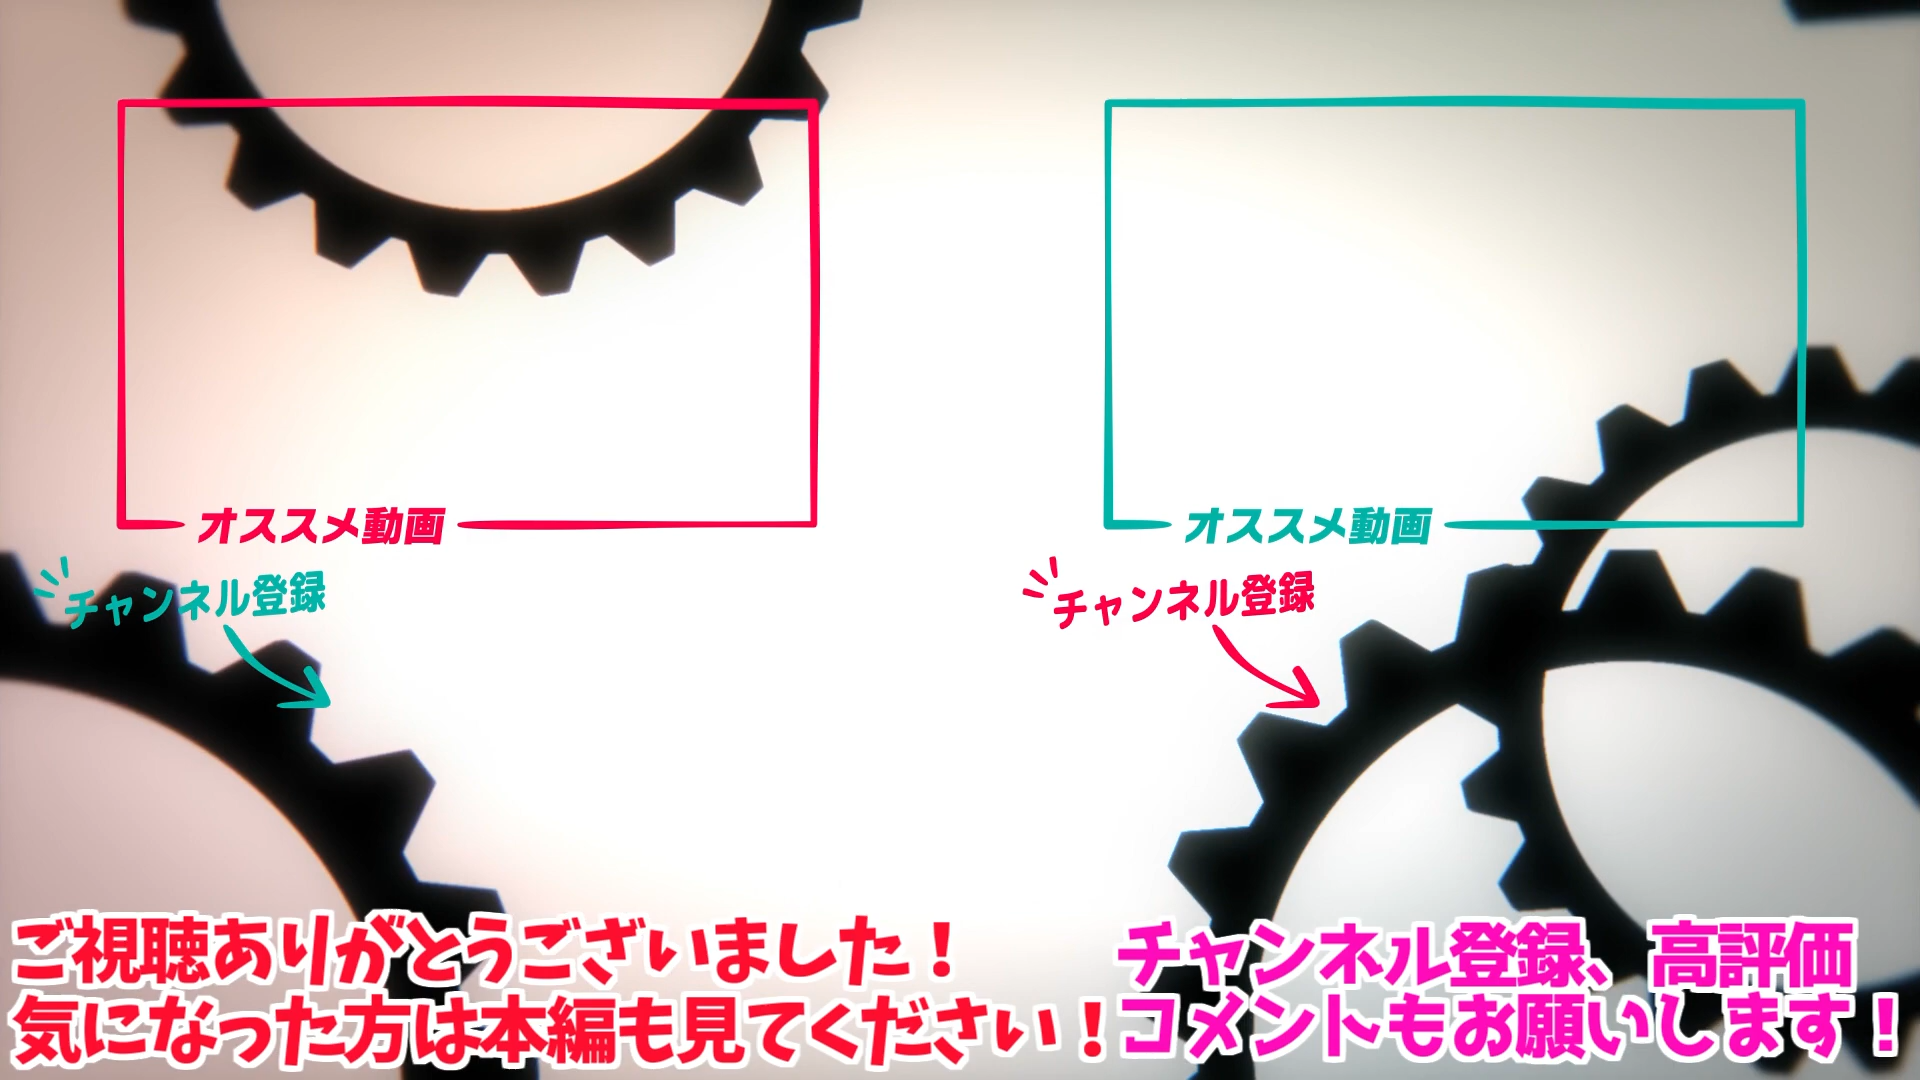 オススメ動画
チャンネル登録
オススメ動画
チャンネル登録
ご視聴ありがとうございました！
気になった方は本編も見てください！
チャンネル登録、高評価
コメントもお願いします！